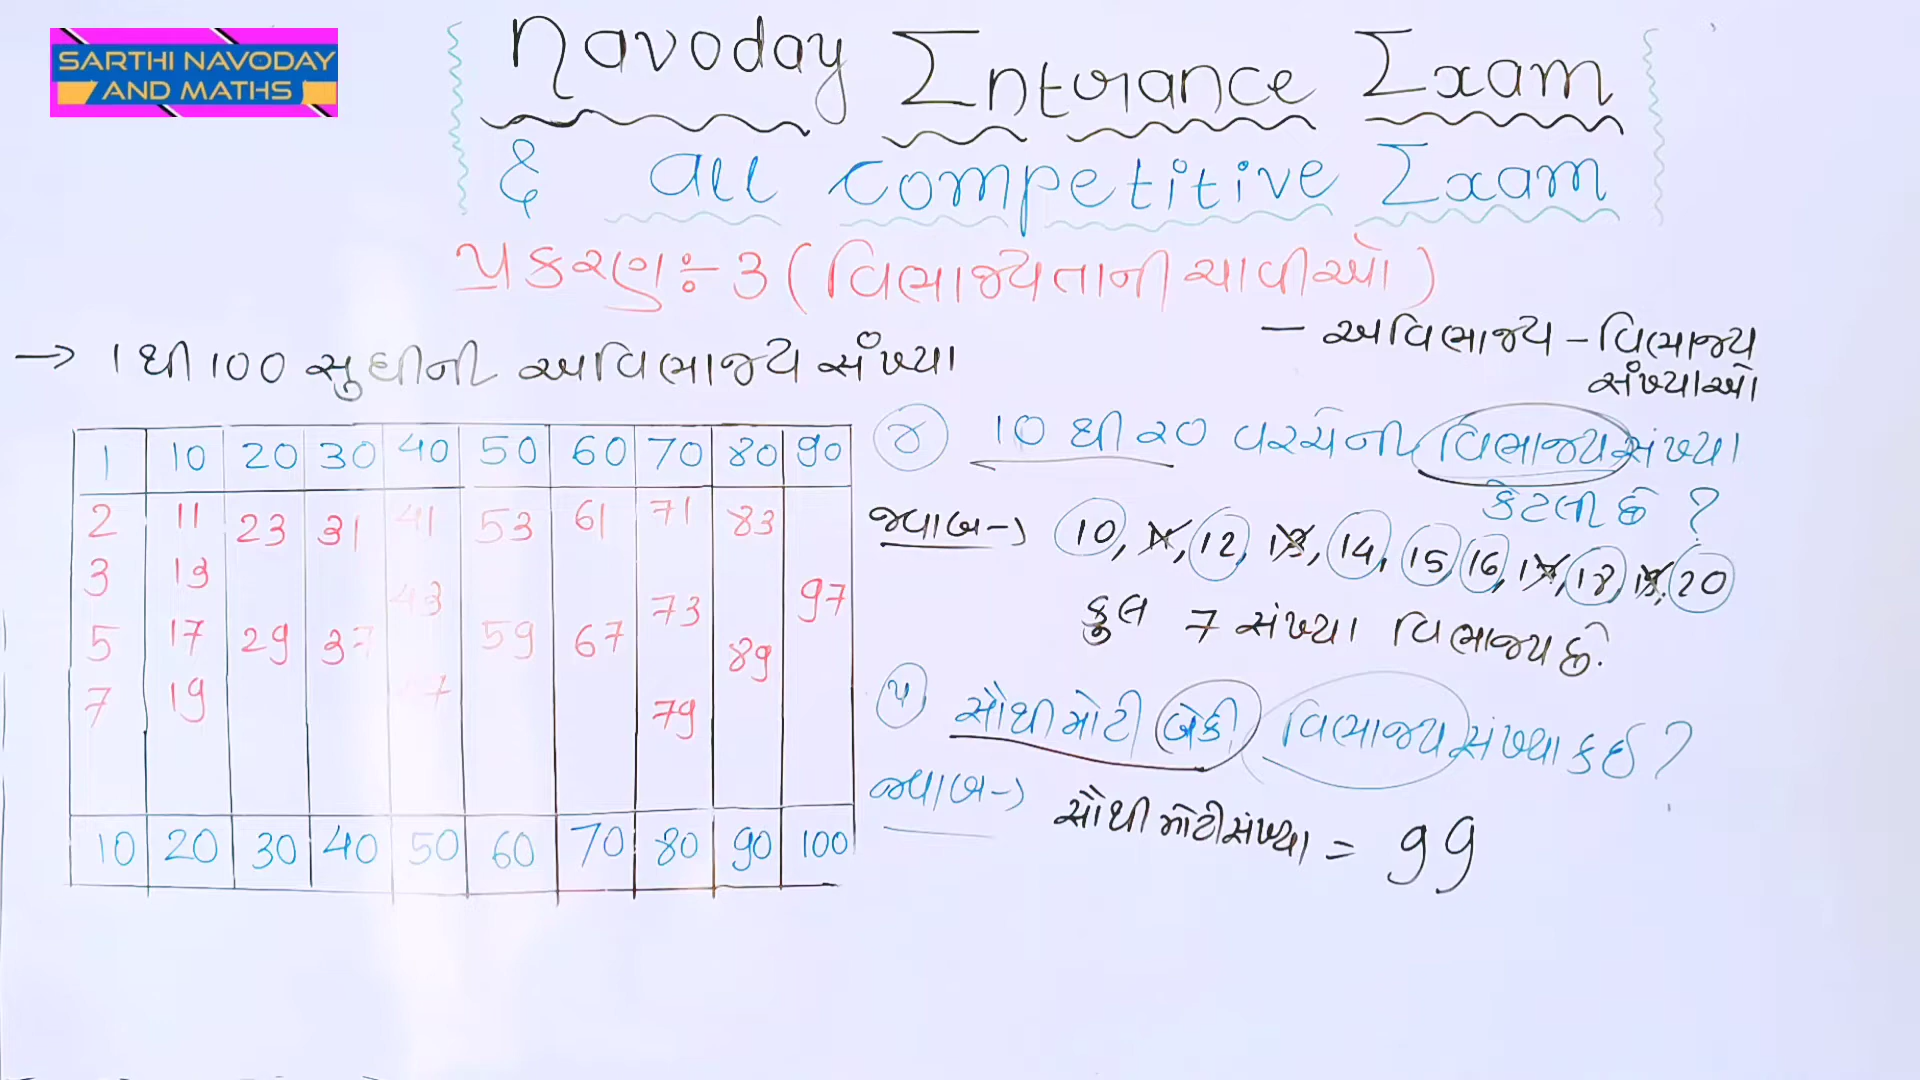 SARTHI NAVODAY
AND MATHS
Navoday Entrance Exam
& all competitive Exam
પ્રકરણ ÷ 3 (વિભાજ્યતાની ચાવીઓ)
→ 1 થી 100 સુધીની અવિભાજ્ય સંખ્યા
1 10 20 30 40 50 60 70 80 90
2 11 23 31 41 53 61 71 83
3 13 43 73 97
5 17 29 37 59 67 89
7 19 47 79
10 20 30 40 50 60 70 80 90 100
– અવિભાજ્ય – વિભાજ્ય
સંખ્યાઓ
૪ 10 થી ૨0 વચ્ચેની વિભાજ્ય સંખ્યા
કેટલી છે ?
જવાબ → 10, 11, 12, 13, 14, 15, 16, 17, 18, 19, 20
કુલ 7 સંખ્યા વિભાજ્ય છે.
૫ સૌથી મોટી બેકી વિભાજ્ય સંખ્યા કઈ ?
જવાબ → સૌથી મોટી સંખ્યા = 99